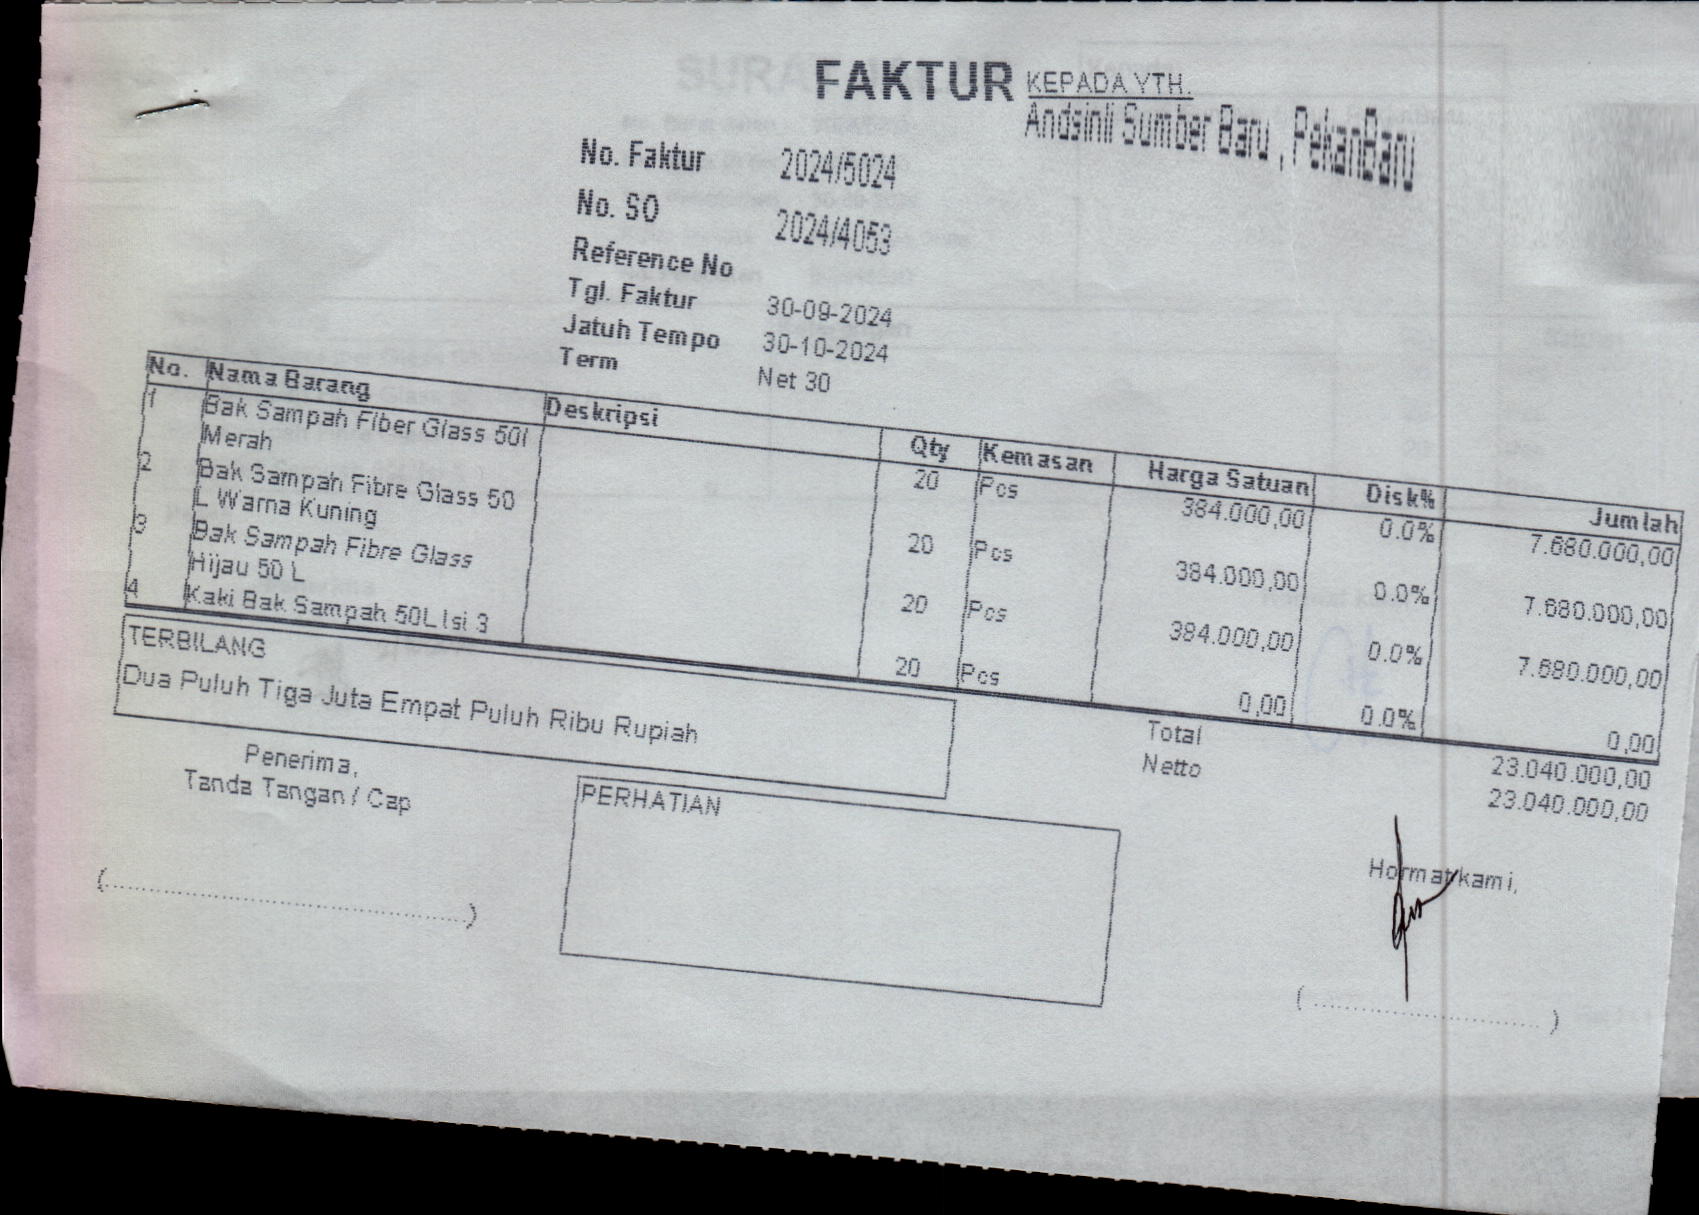 FAKTUR
KEPADA YTH.
Andsinli Sumber Baru , PekanBaru
No. Faktur 2024/5024
No. SO 2024/4053
Reference No
Tgl. Faktur 30-09-2024
Jatuh Tempo 30-10-2024
Term Net 30
No. Nama Barang Deskripsi Qty Kemasan Harga Satuan Disk% Jumlah
1 Bak Sampah Fiber Glass 50l 20 Pcs 384.000,00 0.0% 7.680.000,00
Merah
2 Bak Sampah Fibre Glass 50 20 Pcs 384.000,00 0.0% 7.680.000,00
L Warna Kuning
3 Bak Sampah Fibre Glass 20 Pcs 384.000,00 0.0% 7.680.000,00
Hijau 50 L
4 Kaki Bak Sampah 50L Isi 3 20 Pcs 0,00 0.0% 0,00
TERBILANG
Dua Puluh Tiga Juta Empat Puluh Ribu Rupiah
Total 23.040.000,00
Netto 23.040.000,00
Penerima,
Tanda Tangan / Cap
PERHATIAN
Hormat kami,
(..........................................)
( .......................... )